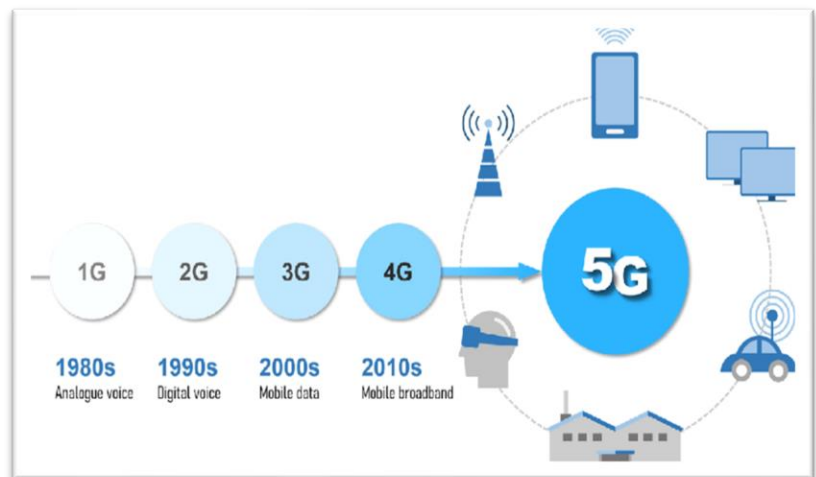 1G
2G
3G
4G
5G
1980s
1990s
2000s
2010s
Analogue voice
Digital voice
Mobile data
Mobile broadband